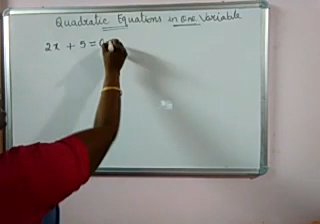 Quadratic Equations in one Variable
2x + 5 =